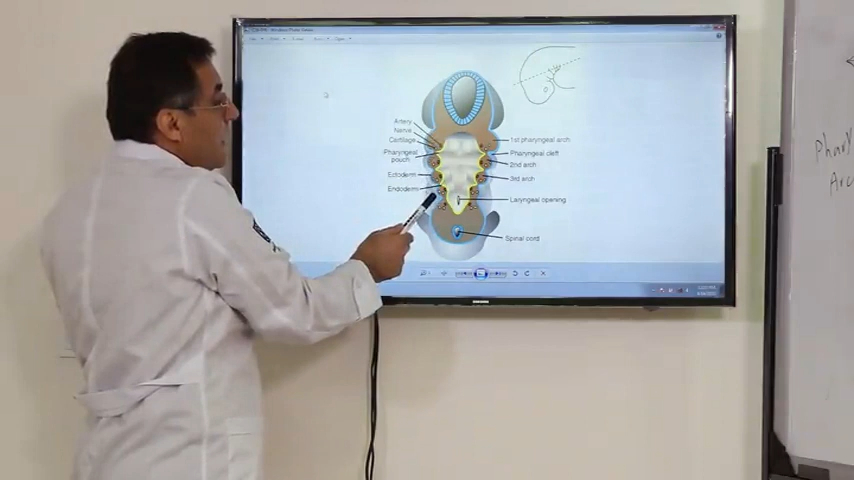 Artery
Nerve
Cartilage
Pharyngeal
pouch
Ectoderm
Endoderm
1st pharyngeal arch
Pharyngeal cleft
2nd arch
3rd arch
Laryngeal opening
Spinal cord
SAMSUNG
Phary
Arc